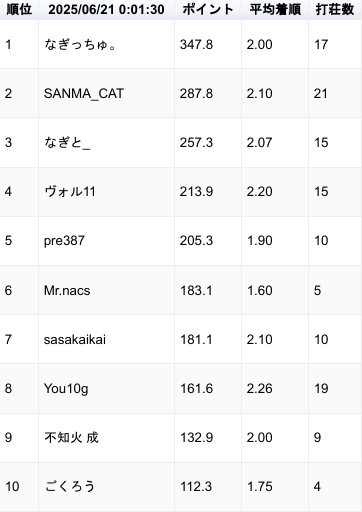 順位 2025/06/21 0:01:30 ポイント 平均着順 打荘数
1 なぎっちゅ。 347.8 2.00 17
2 SANMA_CAT 287.8 2.10 21
3 なぎと_ 257.3 2.07 15
4 ヴォル11 213.9 2.20 15
5 pre387 205.3 1.90 10
6 Mr.nacs 183.1 1.60 5
7 sasakaikai 181.1 2.10 10
8 You10g 161.6 2.26 19
9 不知火 成 132.9 2.00 9
10 ごくろう 112.3 1.75 4